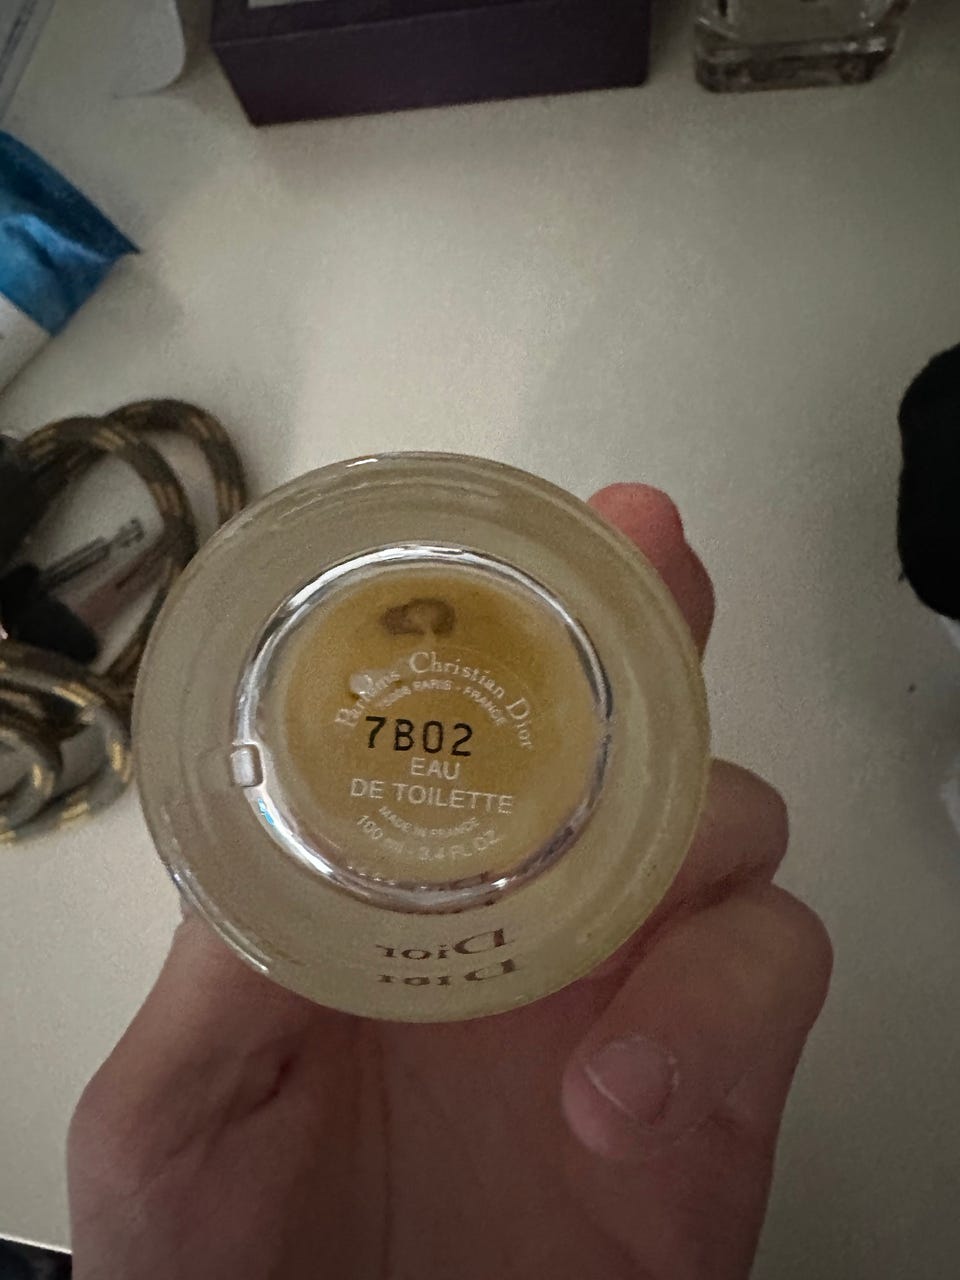 Parfums Christian Dior
75008 PARIS - FRANCE
7B02
EAU
DE TOILETTE
MADE IN FRANCE
100 ml - 3.4 FL. OZ.
Dior
Dior